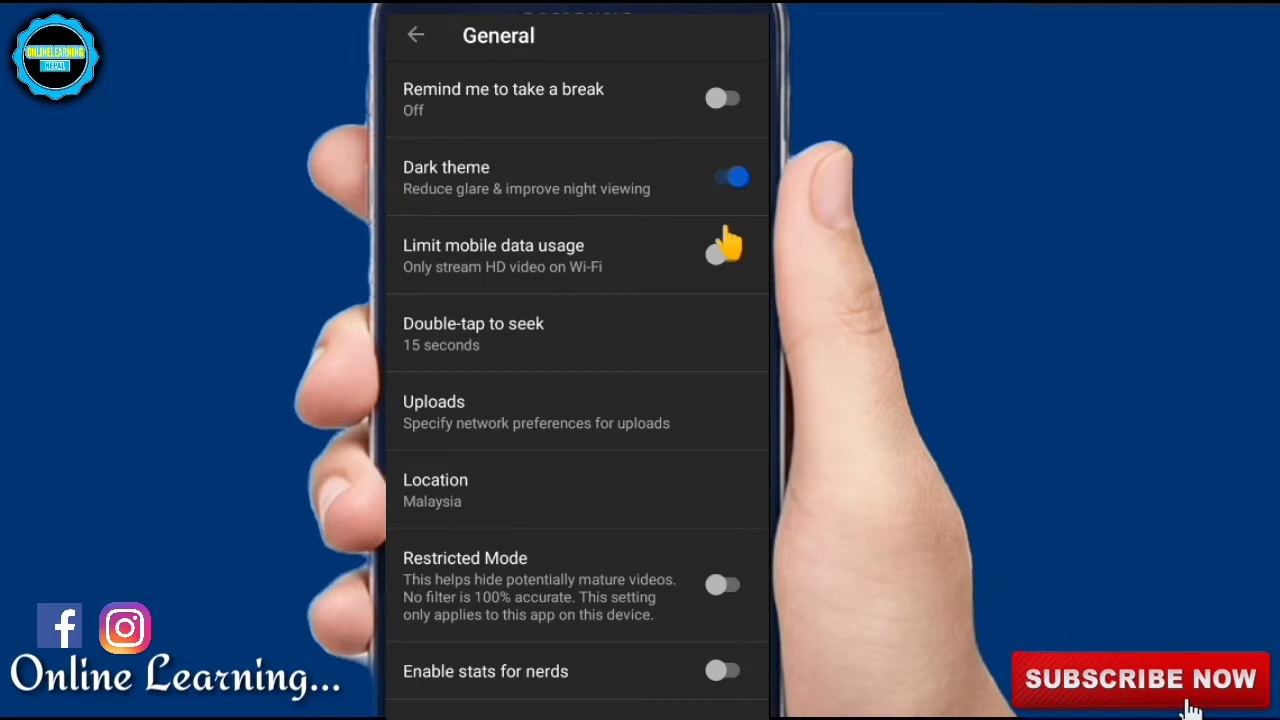 ONLINELEARNING
NEPAL
General
Remind me to take a break
Off
Dark theme
Reduce glare & improve night viewing
Limit mobile data usage
Only stream HD video on Wi-Fi
Double-tap to seek
15 seconds
Uploads
Specify network preferences for uploads
Location
Malaysia
Restricted Mode
This helps hide potentially mature videos.
No filter is 100% accurate. This setting
only applies to this app on this device.
Enable stats for nerds
Online Learning...
SUBSCRIBE NOW